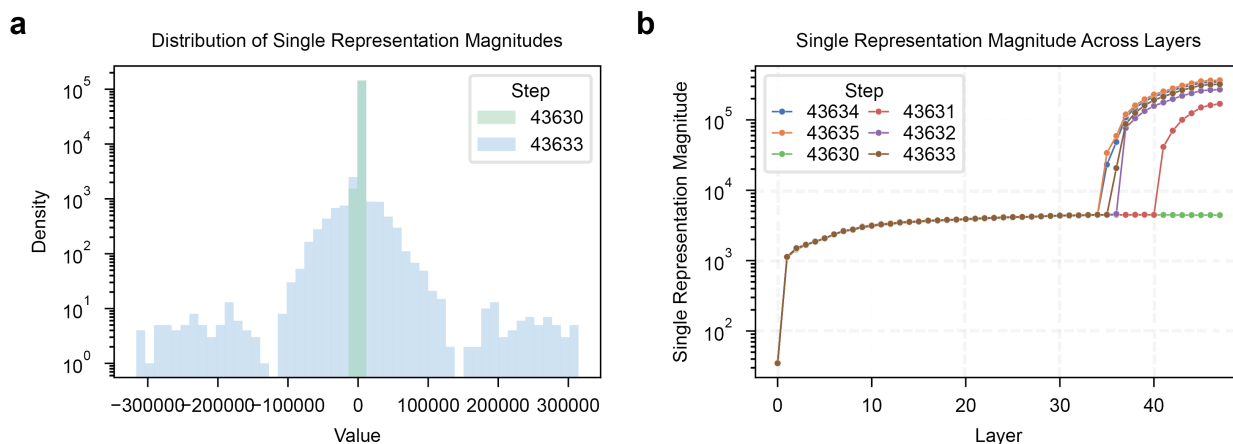 a
Distribution of Single Representation Magnitudes
Density
10^5
10^4
10^3
10^2
10^1
10^0
Step
43630
43633
−300000 −200000 −100000 0 100000 200000 300000
Value
b
Single Representation Magnitude Across Layers
Single Representation Magnitude
10^5
10^4
10^3
10^2
Step
43634 43631
43635 43632
43630 43633
0 10 20 30 40
Layer